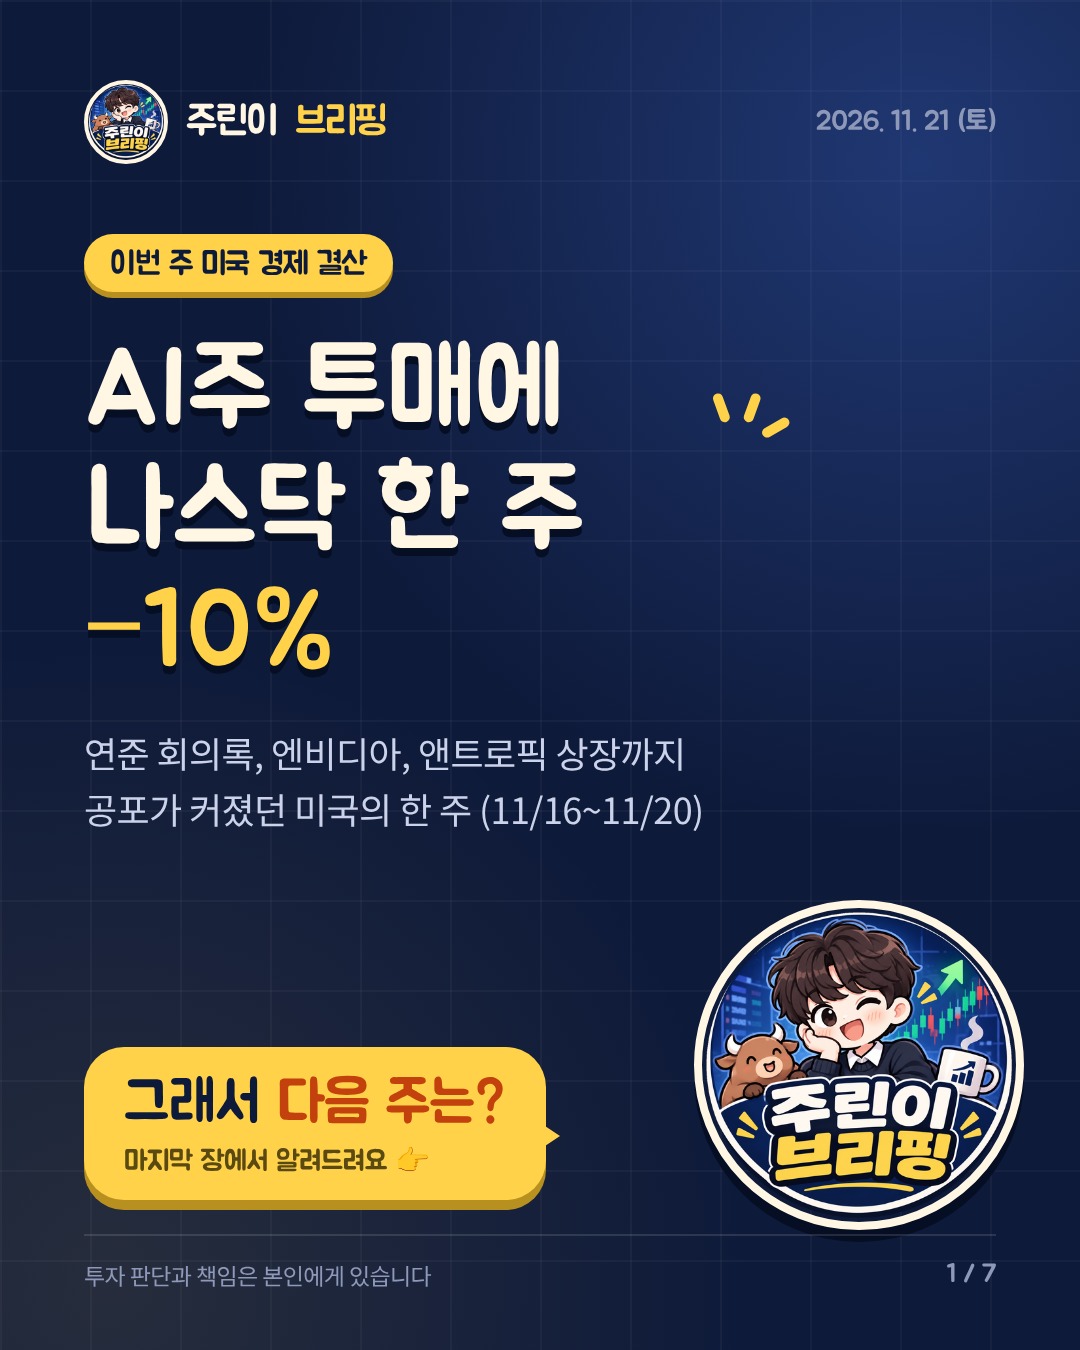 주린이 브리핑
2026. 11. 21 (토)
이번 주 미국 경제 결산
AI주 투매에
나스닥 한 주
–10%
연준 회의록, 엔비디아, 앤트로픽 상장까지
공포가 커졌던 미국의 한 주 (11/16~11/20)
그래서 다음 주는?
마지막 장에서 알려드려요 👉
주린이
브리핑
투자 판단과 책임은 본인에게 있습니다
1 / 7